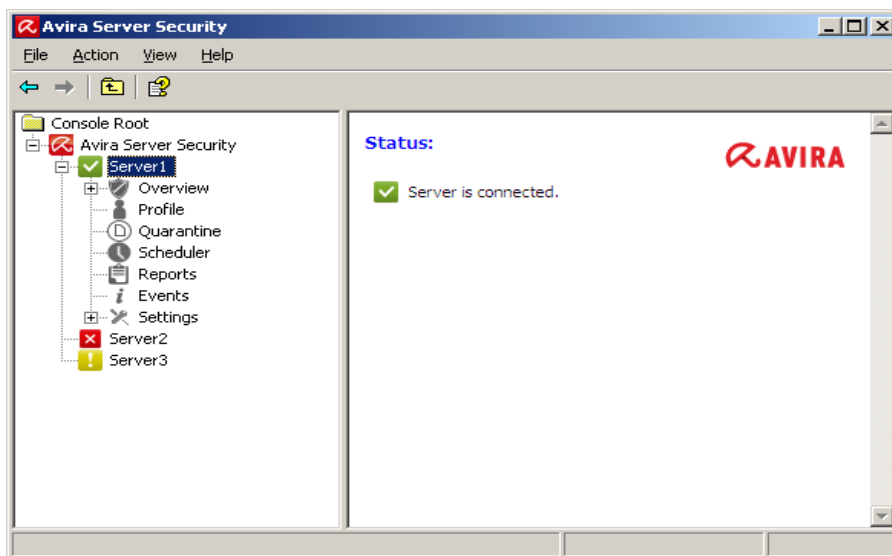 Avira Server Security
File Action View Help
Console Root
Avira Server Security
Server1
Overview
Profile
Quarantine
Scheduler
Reports
Events
Settings
Server2
Server3
Status:
AVIRA
Server is connected.